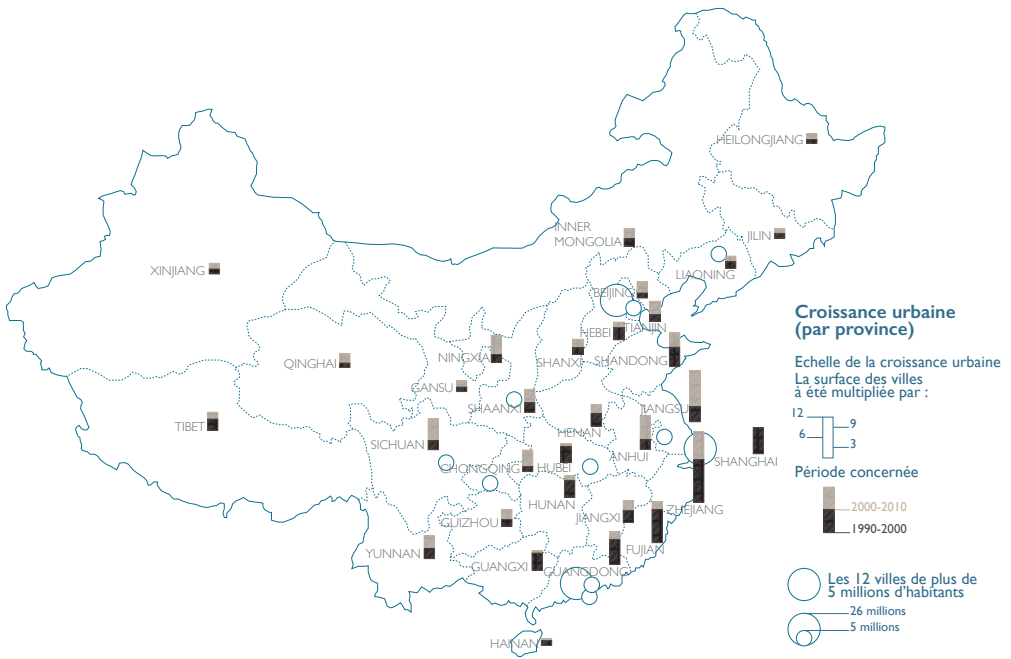 HEILONGJIANG
INNER
MONGOLIA
JILIN
XINJIANG
LIAONING
BEIJING
HEBEI
TIANJIN
QINGHAI
NINGXIA
SHANXI
SHANDONG
GANSU
SHAANXI
JIANGSU
TIBET
HENAN
SICHUAN
ANHUI
SHANGHAI
CHONGOING
HUBEI
HUNAN
ZHEJIANG
GUIZHOU
JIANGXI
YUNNAN
FUJIAN
GUANGXI
GUANGDONG
HAINAN
Croissance urbaine
(par province)
Echelle de la croissance urbaine
La surface des villes
à été multipliée par :
12
9
6
3
Période concernée
2000-2010
1990-2000
Les 12 villes de plus de
5 millions d'habitants
26 millions
5 millions